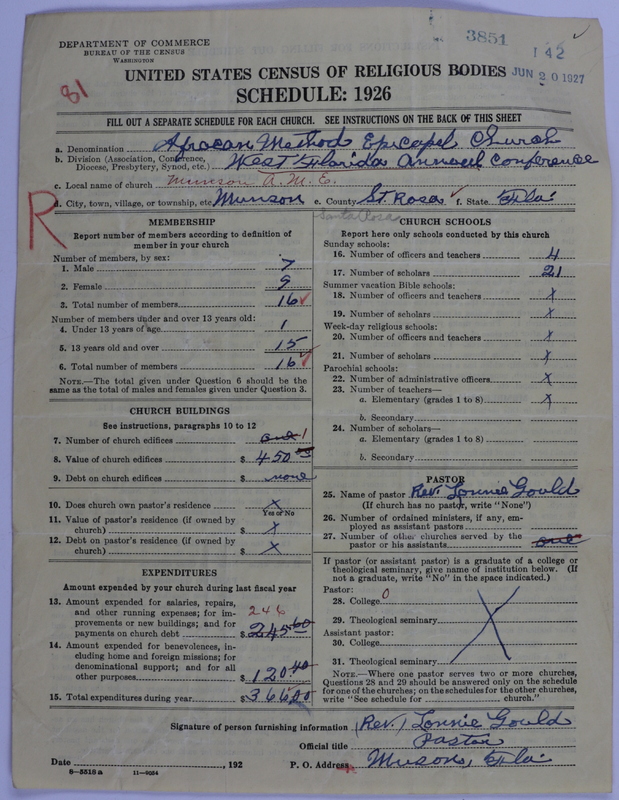 DEPARTMENT OF COMMERCE
BUREAU OF THE CENSUS
WASHINGTON
3851
142
JUN 20 1927
81
UNITED STATES CENSUS OF RELIGIOUS BODIES
SCHEDULE: 1926
FILL OUT A SEPARATE SCHEDULE FOR EACH CHURCH. SEE INSTRUCTIONS ON THE BACK OF THIS SHEET
a. Denomination Afracan Method Epicapel Church
b. Division (Association, Conference, Diocese, Presbytery, Synod, etc.) West Florida Annual Conference
c. Local name of church Munson A. M. E.
d. City, town, village, or township, etc. Munson e. County St. Rosa f. State Fla
Santa Rosa
R
MEMBERSHIP
Report number of members according to definition of
member in your church
Number of members, by sex:
1. Male 7
2. Female 9
3. Total number of members 16
Number of members under and over 13 years old:
4. Under 13 years of age 1
5. 13 years old and over 15
6. Total number of members 16
NOTE.—The total given under Question 6 should be the
same as the total of males and females given under Question 3.
CHURCH BUILDINGS
See instructions, paragraphs 10 to 12
7. Number of church edifices one 1
8. Value of church edifices $ 450 00
9. Debt on church edifices $ none
10. Does church own pastor's residence X
Yes or No
11. Value of pastor's residence (if owned by
church) $ X
12. Debt on pastor's residence (if owned by
church) $ X
EXPENDITURES
Amount expended by your church during last fiscal year
13. Amount expended for salaries, repairs,
and other running expenses; for im-
provements or new buildings; and for
payments on church debt $ 245 60
246
14. Amount expended for benevolences, in-
cluding home and foreign missions; for
denominational support; and for all
other purposes $ 120 40
15. Total expenditures during year $ 366 00
CHURCH SCHOOLS
Report here only schools conducted by this church
Sunday schools:
16. Number of officers and teachers 4
17. Number of scholars 21
Summer vacation Bible schools:
18. Number of officers and teachers X
19. Number of scholars X
Week-day religious schools:
20. Number of officers and teachers X
21. Number of scholars X
Parochial schools:
22. Number of administrative officers X
23. Number of teachers—
a. Elementary (grades 1 to 8) X
b. Secondary
24. Number of scholars—
a. Elementary (grades 1 to 8)
b. Secondary
PASTOR
25. Name of pastor Rev. Lonnie Gould
(If church has no pastor, write "None")
26. Number of ordained ministers, if any, em-
ployed as assistant pastors
27. Number of other churches served by the
pastor or his assistants one
If pastor (or assistant pastor) is a graduate of a college or
theological seminary, give name of institution below. (If
not a graduate, write "No" in the space indicated.)
Pastor:
28. College 0
29. Theological seminary
Assistant pastor:
30. College
31. Theological seminary
NOTE.—Where one pastor serves two or more churches,
Questions 28 and 29 should be answered only on the schedule
for one of the churches; on the schedules for the other churches,
write "See schedule for church."
Signature of person furnishing information Rev. Lonnie Gould
Official title Pastor
Date , 192 P. O. Address Muson, Fla
8—5518a 11—9024